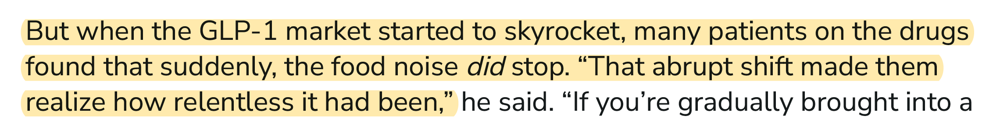 But when the GLP-1 market started to skyrocket, many patients on the drugs
found that suddenly, the food noise did stop. “That abrupt shift made them
realize how relentless it had been,” he said. “If you’re gradually brought into a